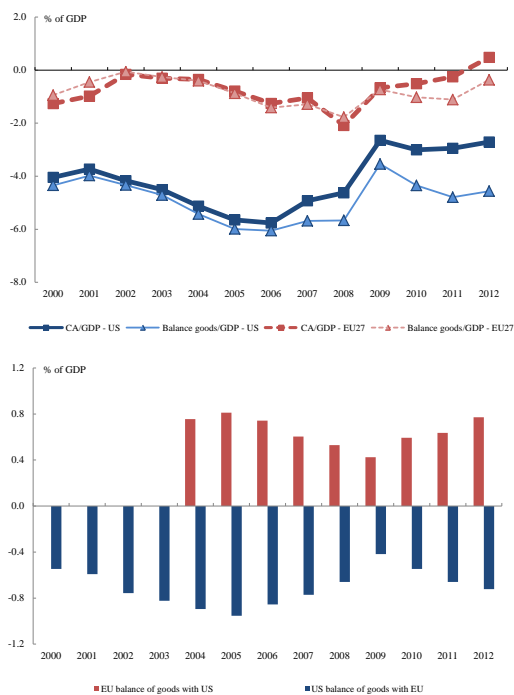 % of GDP
2.0
0.0
-2.0
-4.0
-6.0
-8.0
2000 2001 2002 2003 2004 2005 2006 2007 2008 2009 2010 2011 2012
CA/GDP - US Balance goods/GDP - US CA/GDP - EU27 Balance goods/GDP - EU27
% of GDP
1.2
0.8
0.4
0.0
-0.4
-0.8
-1.2
2000 2001 2002 2003 2004 2005 2006 2007 2008 2009 2010 2011 2012
EU balance of goods with US US balance of goods with EU